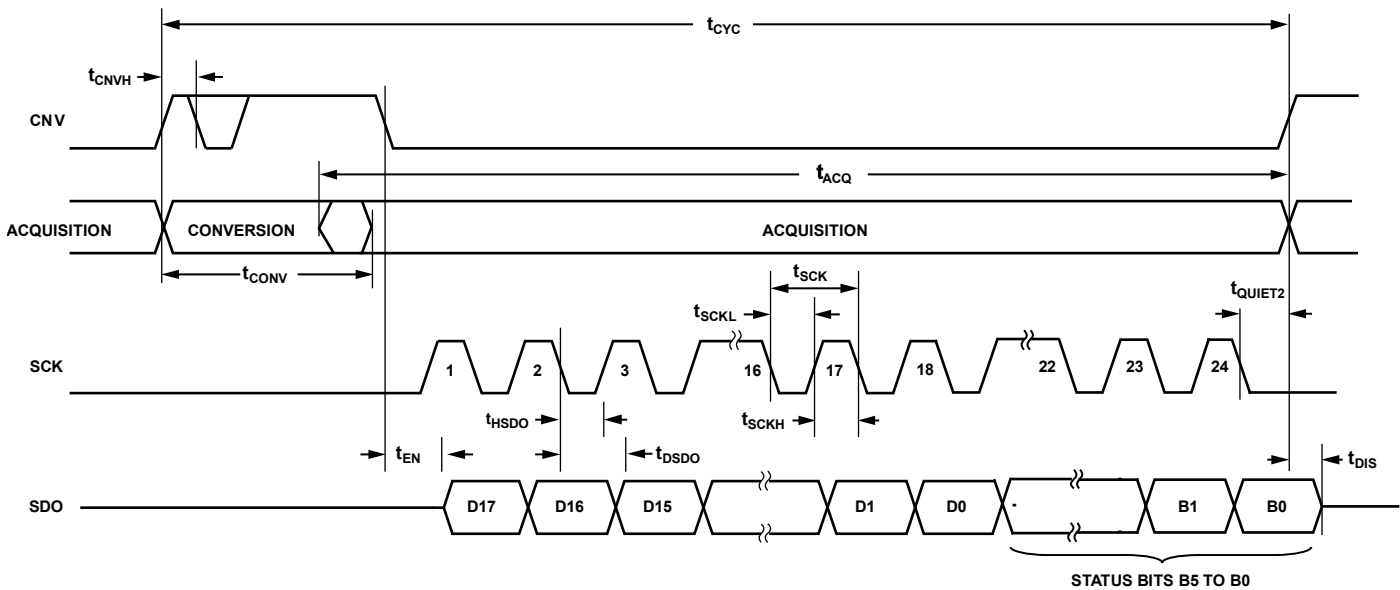 tCYC
tCNVH
CNV
tACQ
ACQUISITION CONVERSION ACQUISITION
tCONV
tSCK
tQUIET2
tSCKL
SCK 1 2 3 16 17 18 22 23 24
tHSDO tSCKH
tEN tDSDO tDIS
SDO D17 D16 D15 D1 D0 - B1 B0
STATUS BITS B5 TO B0